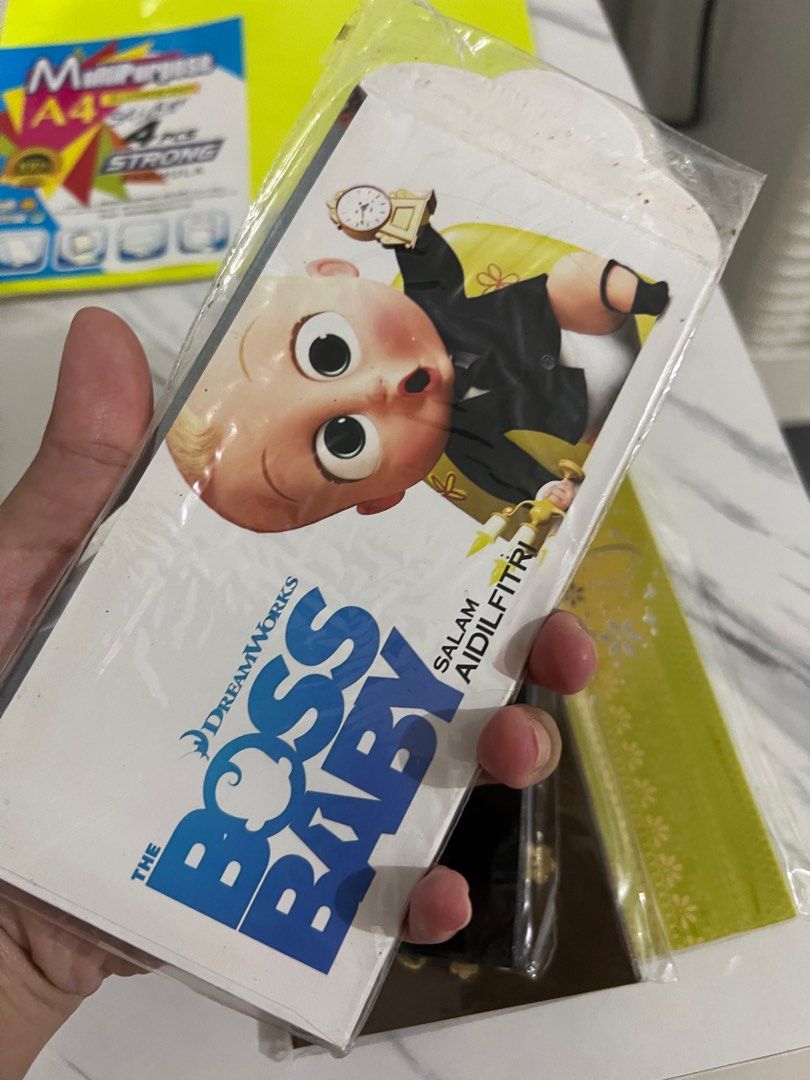 MultiPurpose
A4
4 PCS
STRONG
DREAMWORKS
THE
BOSS
BABY
SALAM
AIDILFITRI